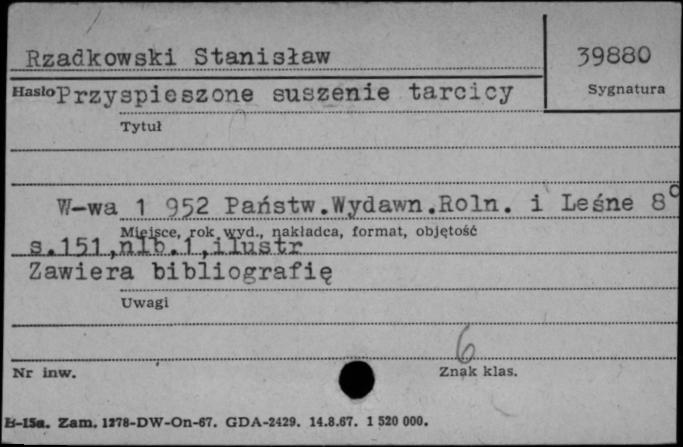 Rzadkowski Stanisław
39880
Hasło
Sygnatura
Przyspieszone suszenie tarcicy
Tytuł
W-wa 1 952 Państw.Wydawn.Roln. i Leśne 8°
Miejsce, rok wyd., nakładca, format, objętość
s.151,nlb.1,ilustr
Zawiera bibliografię
Uwagi
6
Nr inw.
Znak klas.
B-15a. Zam. 1278-DW-On-67. GDA-2429. 14.8.67. 1 520 000.